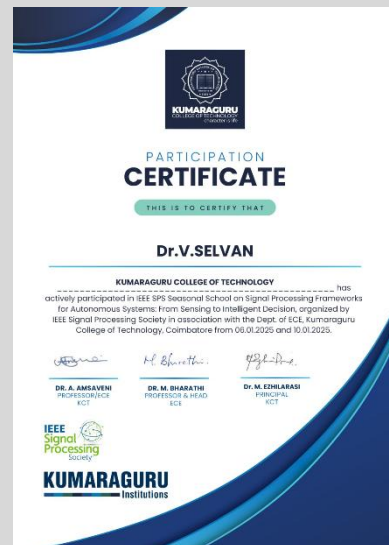 KUMARAGURU
COLLEGE OF TECHNOLOGY
character is life
PARTICIPATION
CERTIFICATE
THIS IS TO CERTIFY THAT
Dr.V.SELVAN
KUMARAGURU COLLEGE OF TECHNOLOGY
has
actively participated in IEEE SPS Seasonal School on Signal Processing Frameworks
for Autonomous Systems: From Sensing to Intelligent Decision, organized by
IEEE Signal Processing Society in association with the Dept. of ECE, Kumaraguru
College of Technology, Coimbatore from 06.01.2025 and 10.01.2025.
M. Bharathi.
DR. A. AMSAVENI
PROFESSOR/ECE
KCT
DR. M. BHARATHI
PROFESSOR & HEAD
ECE
Dr. M. EZHILARASI
PRINCIPAL
KCT
IEEE
Signal
Processing
Society
KUMARAGURU
Institutions